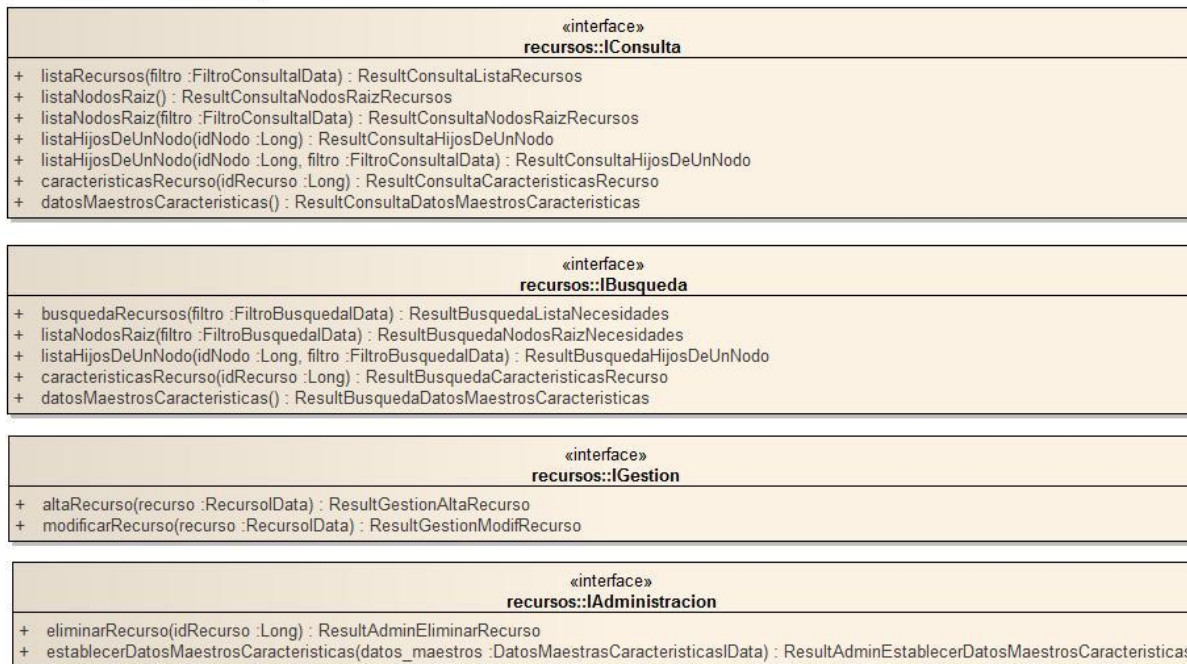 «interface»
recursos::IConsulta
+ listaRecursos(filtro :FiltroConsultaIData) : ResultConsultaListaRecursos
+ listaNodosRaiz() : ResultConsultaNodosRaizRecursos
+ listaNodosRaiz(filtro :FiltroConsultaIData) : ResultConsultaNodosRaizRecursos
+ listaHijosDeUnNodo(idNodo :Long) : ResultConsultaHijosDeUnNodo
+ listaHijosDeUnNodo(idNodo :Long, filtro :FiltroConsultaIData) : ResultConsultaHijosDeUnNodo
+ caracteristicasRecurso(idRecurso :Long) : ResultConsultaCaracteristicasRecurso
+ datosMaestrosCaracteristicas() : ResultConsultaDatosMaestrosCaracteristicas
«interface»
recursos::IBusqueda
+ busquedaRecursos(filtro :FiltroBusquedaIData) : ResultBusquedaListaNecesidades
+ listaNodosRaiz(filtro :FiltroBusquedaIData) : ResultBusquedaNodosRaizNecesidades
+ listaHijosDeUnNodo(idNodo :Long, filtro :FiltroBusquedaIData) : ResultBusquedaHijosDeUnNodo
+ caracteristicasRecurso(idRecurso :Long) : ResultBusquedaCaracteristicasRecurso
+ datosMaestrosCaracteristicas() : ResultBusquedaDatosMaestrosCaracteristicas
«interface»
recursos::IGestion
+ altaRecurso(recurso :RecursoIData) : ResultGestionAltaRecurso
+ modificarRecurso(recurso :RecursoIData) : ResultGestionModifRecurso
«interface»
recursos::IAdministracion
+ eliminarRecurso(idRecurso :Long) : ResultAdminEliminarRecurso
+ establecerDatosMaestrosCaracteristicas(datos_maestros :DatosMaestrasCaracteristicasIData) : ResultAdminEstablecerDatosMaestrosCaracteristicas